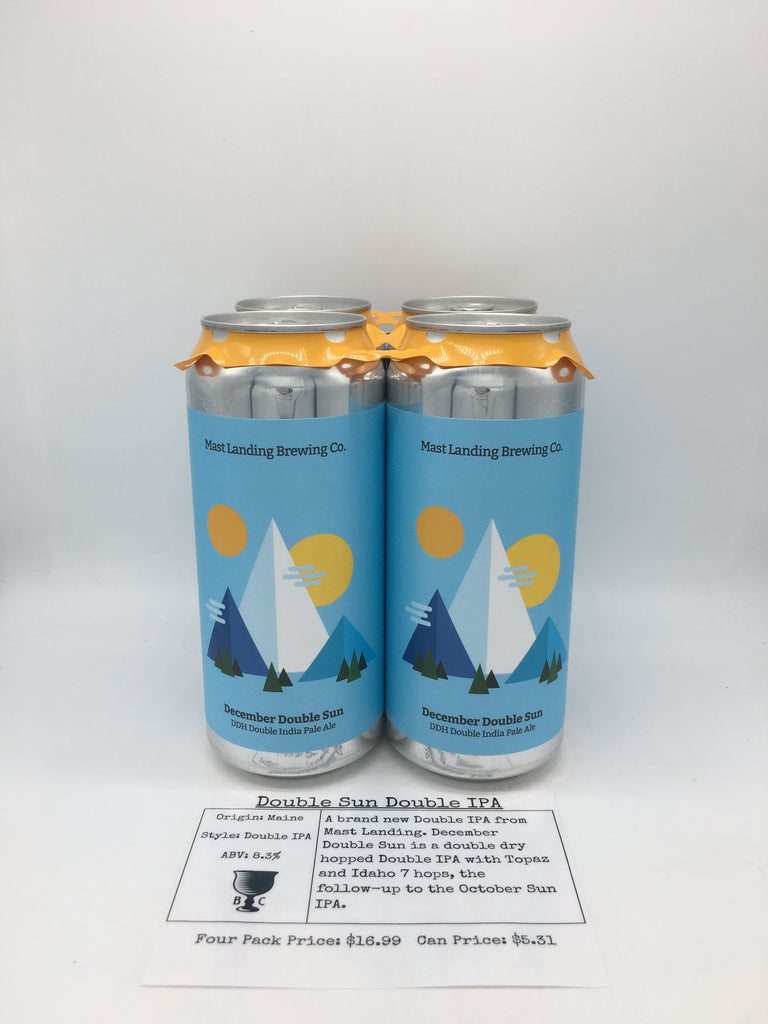 Mast Landing Brewing Co.
December Double Sun
DDH Double India Pale Ale
Mast Landing Brewing Co.
December Double Sun
DDH Double India Pale Ale
Double Sun Double IPA
Origin: Maine
Style: Double IPA
ABV: 8.3%
B C
A brand new Double IPA from
Mast Landing. December
Double Sun is a double dry
hopped Double IPA with Topaz
and Idaho 7 hops, the
follow-up to the October Sun
IPA.
Four Pack Price: $16.99 Can Price: $5.31